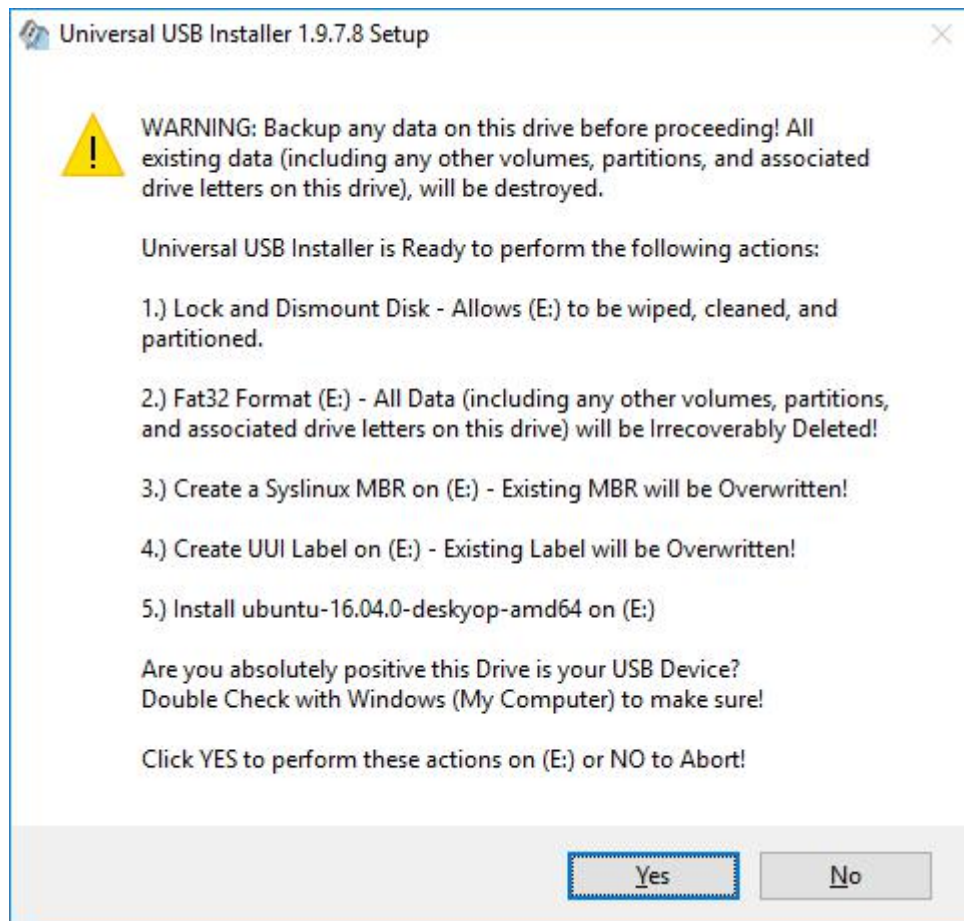 Universal USB Installer 1.9.7.8 Setup
WARNING: Backup any data on this drive before proceeding! All
existing data (including any other volumes, partitions, and associated
drive letters on this drive), will be destroyed.
Universal USB Installer is Ready to perform the following actions:
1.) Lock and Dismount Disk - Allows (E:) to be wiped, cleaned, and
partitioned.
2.) Fat32 Format (E:) - All Data (including any other volumes, partitions,
and associated drive letters on this drive) will be Irrecoverably Deleted!
3.) Create a Syslinux MBR on (E:) - Existing MBR will be Overwritten!
4.) Create UUI Label on (E:) - Existing Label will be Overwritten!
5.) Install ubuntu-16.04.0-deskyop-amd64 on (E:)
Are you absolutely positive this Drive is your USB Device?
Double Check with Windows (My Computer) to make sure!
Click YES to perform these actions on (E:) or NO to Abort!
Yes No